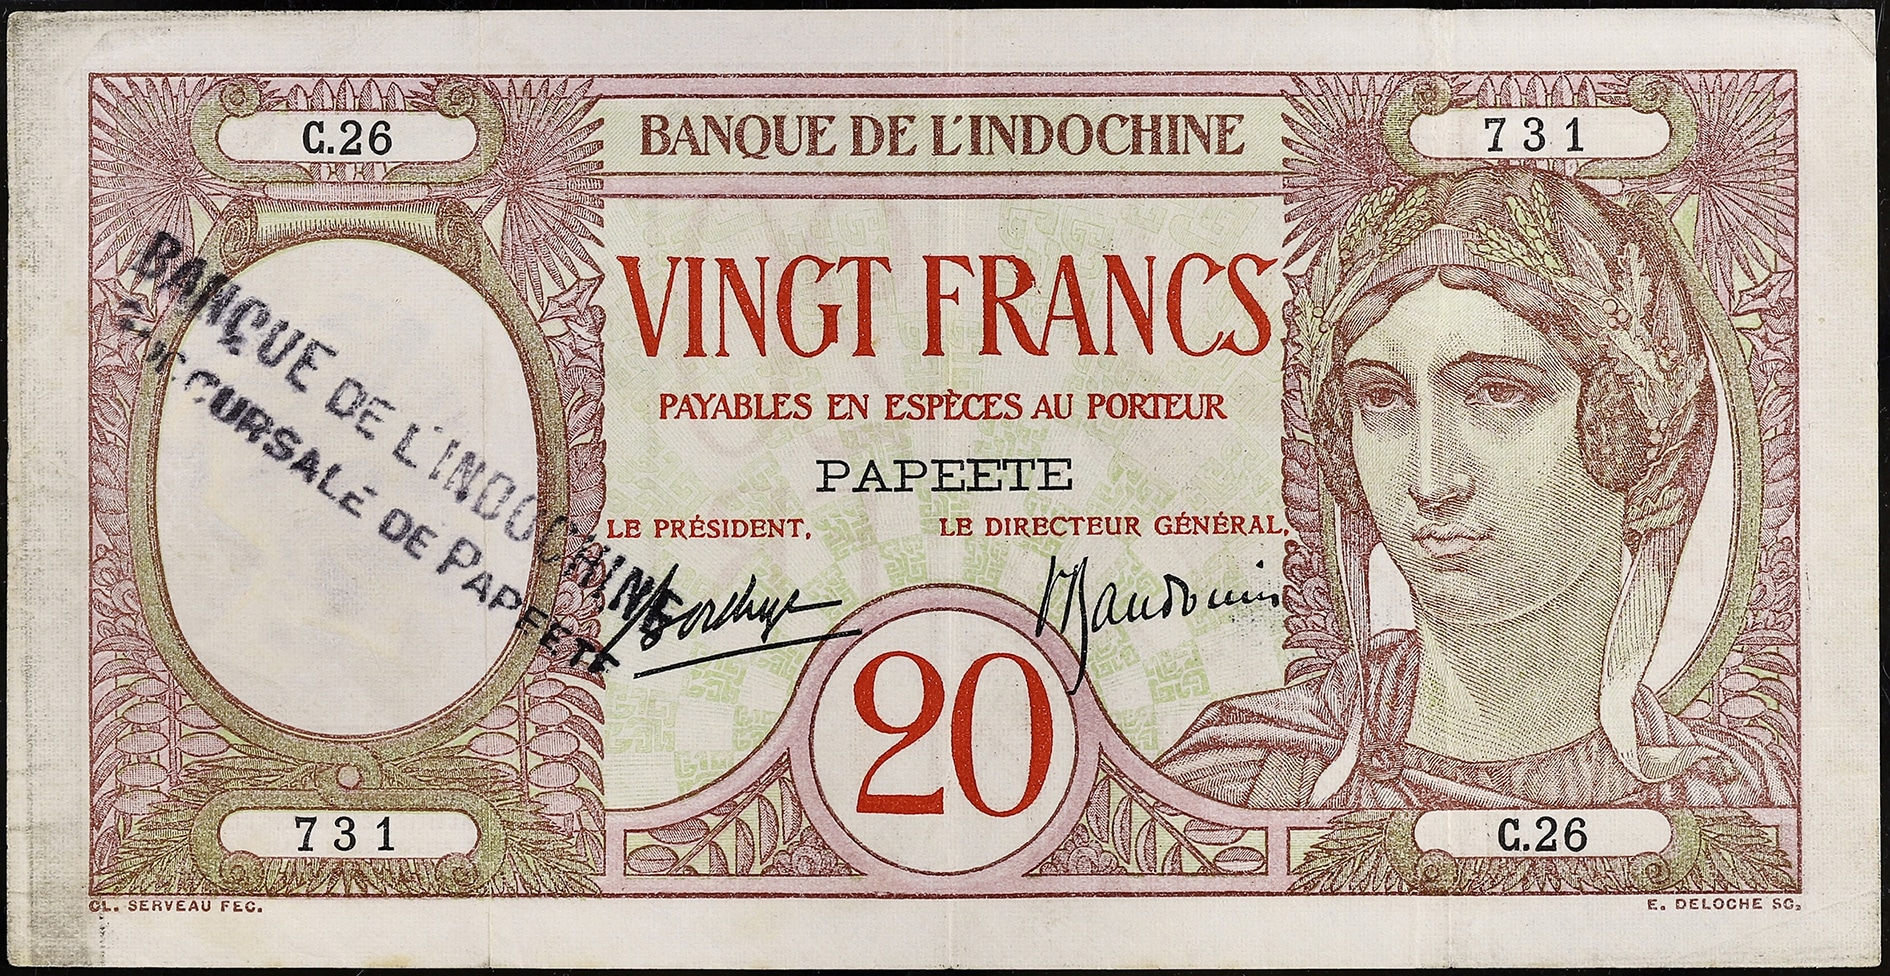 C.26
731
BANQUE DE L'INDOCHINE
VINGT FRANCS
PAYABLES EN ESPÈCES AU PORTEUR
PAPEETE
LE PRÉSIDENT, LE DIRECTEUR GÉNÉRAL,
BANQUE DE L'INDOCHINE
SUCCURSALE DE PAPEETE
20
731
C.26
CL. SERVEAU FEC.
E. DELOCHE SC.